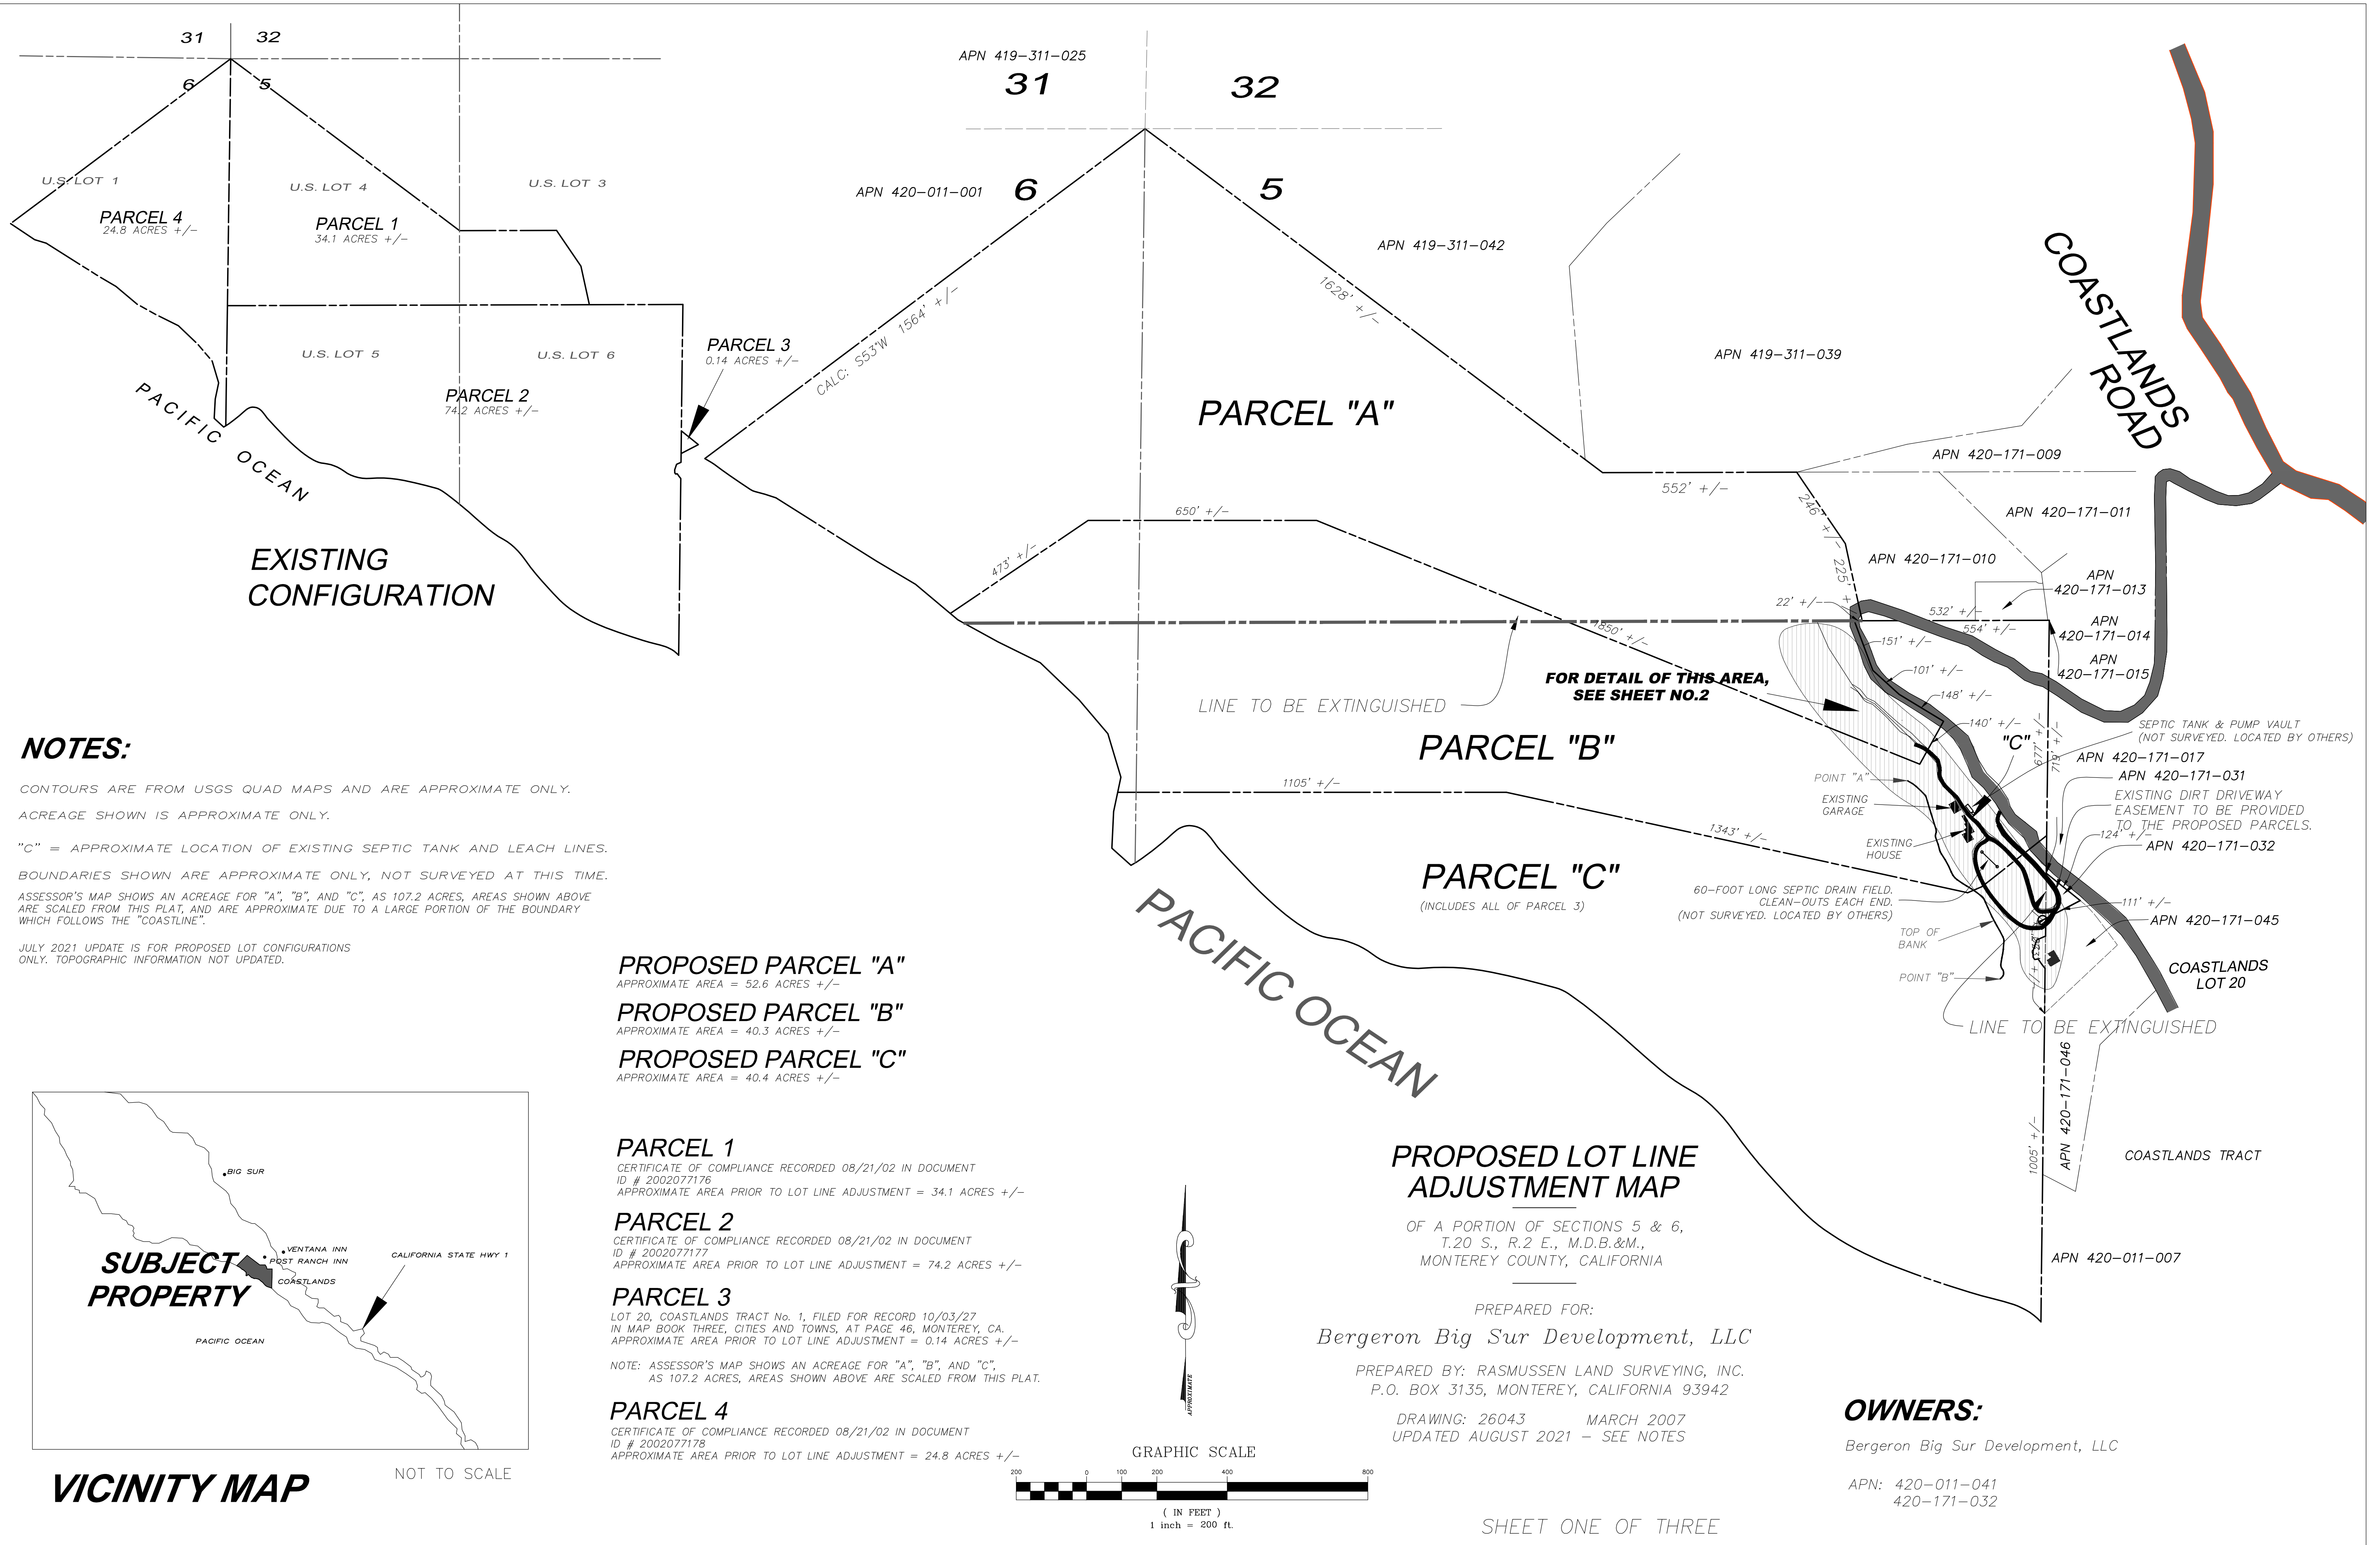 31
32
6
5
U.S. LOT 1
U.S. LOT 4
U.S. LOT 3
PARCEL 4
24.8 ACRES +/-
PARCEL 1
34.1 ACRES +/-
U.S. LOT 5
U.S. LOT 6
PARCEL 3
0.14 ACRES +/-
PARCEL 2
74.2 ACRES +/-
PACIFIC OCEAN
EXISTING
CONFIGURATION
APN 419-311-025
31
32
APN 420-011-001
6
5
APN 419-311-042
CALC: S53°W 1564' +/-
1628' +/-
APN 419-311-039
COASTLANDS
ROAD
PARCEL "A"
APN 420-171-009
552' +/-
246' +/-
225' +
APN 420-171-011
APN 420-171-010
APN
420-171-013
650' +/-
473' +/-
22' +/-
532' +/-
554' +/-
APN
420-171-014
APN
420-171-015
1850' +/-
151' +/-
101' +/-
148' +/-
140' +/-
FOR DETAIL OF THIS AREA,
SEE SHEET NO.2
LINE TO BE EXTINGUISHED
PARCEL "B"
"C"
677' +/-
719' +/-
SEPTIC TANK & PUMP VAULT
(NOT SURVEYED. LOCATED BY OTHERS)
APN 420-171-017
APN 420-171-031
POINT "A"
EXISTING
GARAGE
EXISTING DIRT DRIVEWAY
EASEMENT TO BE PROVIDED
TO THE PROPOSED PARCELS.
1105' +/-
1343' +/-
124' +/-
EXISTING
HOUSE
APN 420-171-032
PARCEL "C"
(INCLUDES ALL OF PARCEL 3)
60-FOOT LONG SEPTIC DRAIN FIELD.
CLEAN-OUTS EACH END.
(NOT SURVEYED. LOCATED BY OTHERS)
111' +/-
APN 420-171-045
TOP OF
BANK
POINT "B"
COASTLANDS
LOT 20
LINE TO BE EXTINGUISHED
PACIFIC OCEAN
APN 420-171-046
1005' +/-
COASTLANDS TRACT
APN 420-011-007
NOTES:
CONTOURS ARE FROM USGS QUAD MAPS AND ARE APPROXIMATE ONLY.
ACREAGE SHOWN IS APPROXIMATE ONLY.
"C" = APPROXIMATE LOCATION OF EXISTING SEPTIC TANK AND LEACH LINES.
BOUNDARIES SHOWN ARE APPROXIMATE ONLY, NOT SURVEYED AT THIS TIME.
ASSESSOR'S MAP SHOWS AN ACREAGE FOR "A", "B", AND "C", AS 107.2 ACRES, AREAS SHOWN ABOVE
ARE SCALED FROM THIS PLAT, AND ARE APPROXIMATE DUE TO A LARGE PORTION OF THE BOUNDARY
WHICH FOLLOWS THE "COASTLINE".
JULY 2021 UPDATE IS FOR PROPOSED LOT CONFIGURATIONS
ONLY. TOPOGRAPHIC INFORMATION NOT UPDATED.
PROPOSED PARCEL "A"
APPROXIMATE AREA = 52.6 ACRES +/-
PROPOSED PARCEL "B"
APPROXIMATE AREA = 40.3 ACRES +/-
PROPOSED PARCEL "C"
APPROXIMATE AREA = 40.4 ACRES +/-
PARCEL 1
CERTIFICATE OF COMPLIANCE RECORDED 08/21/02 IN DOCUMENT
ID # 2002077176
APPROXIMATE AREA PRIOR TO LOT LINE ADJUSTMENT = 34.1 ACRES +/-
PARCEL 2
CERTIFICATE OF COMPLIANCE RECORDED 08/21/02 IN DOCUMENT
ID # 2002077177
APPROXIMATE AREA PRIOR TO LOT LINE ADJUSTMENT = 74.2 ACRES +/-
PARCEL 3
LOT 20, COASTLANDS TRACT No. 1, FILED FOR RECORD 10/03/27
IN MAP BOOK THREE, CITIES AND TOWNS, AT PAGE 46, MONTEREY, CA.
APPROXIMATE AREA PRIOR TO LOT LINE ADJUSTMENT = 0.14 ACRES +/-
NOTE: ASSESSOR'S MAP SHOWS AN ACREAGE FOR "A", "B", AND "C",
AS 107.2 ACRES, AREAS SHOWN ABOVE ARE SCALED FROM THIS PLAT.
PARCEL 4
CERTIFICATE OF COMPLIANCE RECORDED 08/21/02 IN DOCUMENT
ID # 2002077178
APPROXIMATE AREA PRIOR TO LOT LINE ADJUSTMENT = 24.8 ACRES +/-
BIG SUR
VENTANA INN
POST RANCH INN
COASTLANDS
CALIFORNIA STATE HWY 1
SUBJECT
PROPERTY
PACIFIC OCEAN
VICINITY MAP
NOT TO SCALE
APPROXIMATE
GRAPHIC SCALE
200 0 100 200 400 800
( IN FEET )
1 inch = 200 ft.
PROPOSED LOT LINE
ADJUSTMENT MAP
OF A PORTION OF SECTIONS 5 & 6,
T.20 S., R.2 E., M.D.B.&M.,
MONTEREY COUNTY, CALIFORNIA
PREPARED FOR:
Bergeron Big Sur Development, LLC
PREPARED BY: RASMUSSEN LAND SURVEYING, INC.
P.O. BOX 3135, MONTEREY, CALIFORNIA 93942
DRAWING: 26043 MARCH 2007
UPDATED AUGUST 2021 - SEE NOTES
SHEET ONE OF THREE
OWNERS:
Bergeron Big Sur Development, LLC
APN: 420-011-041
420-171-032